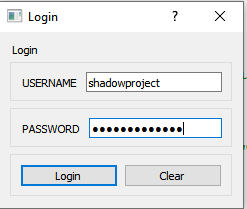 Login
?
Login
USERNAME shadowproject
PASSWORD ●●●●●●●●●●●●●
Login Clear